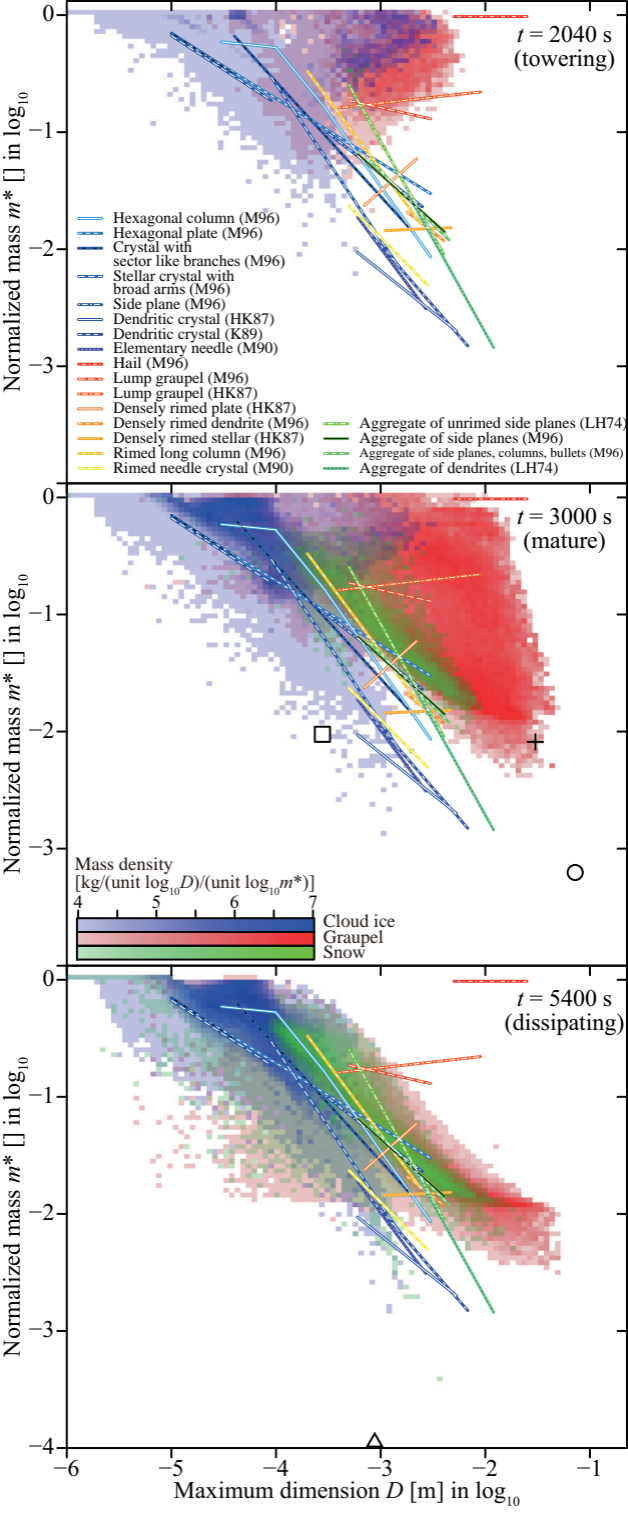 0
t = 2040 s
(towering)
−1
−2
−3
Normalized mass m* [] in log10
Hexagonal column (M96)
Hexagonal plate (M96)
Crystal with
sector like branches (M96)
Stellar crystal with
broad arms (M96)
Side plane (M96)
Dendritic crystal (HK87)
Dendritic crystal (K89)
Elementary needle (M90)
Hail (M96)
Lump graupel (M96)
Lump graupel (HK87)
Densely rimed plate (HK87)
Densely rimed dendrite (M96)
Densely rimed stellar (HK87)
Rimed long column (M96)
Rimed needle crystal (M90)
Aggregate of unrimed side planes (LH74)
Aggregate of side planes (M96)
Aggregate of side planes, columns, bullets (M96)
Aggregate of dendrites (LH74)
0
t = 3000 s
(mature)
−1
−2
−3
Normalized mass m* [] in log10
Mass density
[kg/(unit log10D)/(unit log10m*)]
4 5 6 7
Cloud ice
Graupel
Snow
0
t = 5400 s
(dissipating)
−1
−2
−3
−4
Normalized mass m* [] in log10
−6 −5 −4 −3 −2 −1
Maximum dimension D [m] in log10